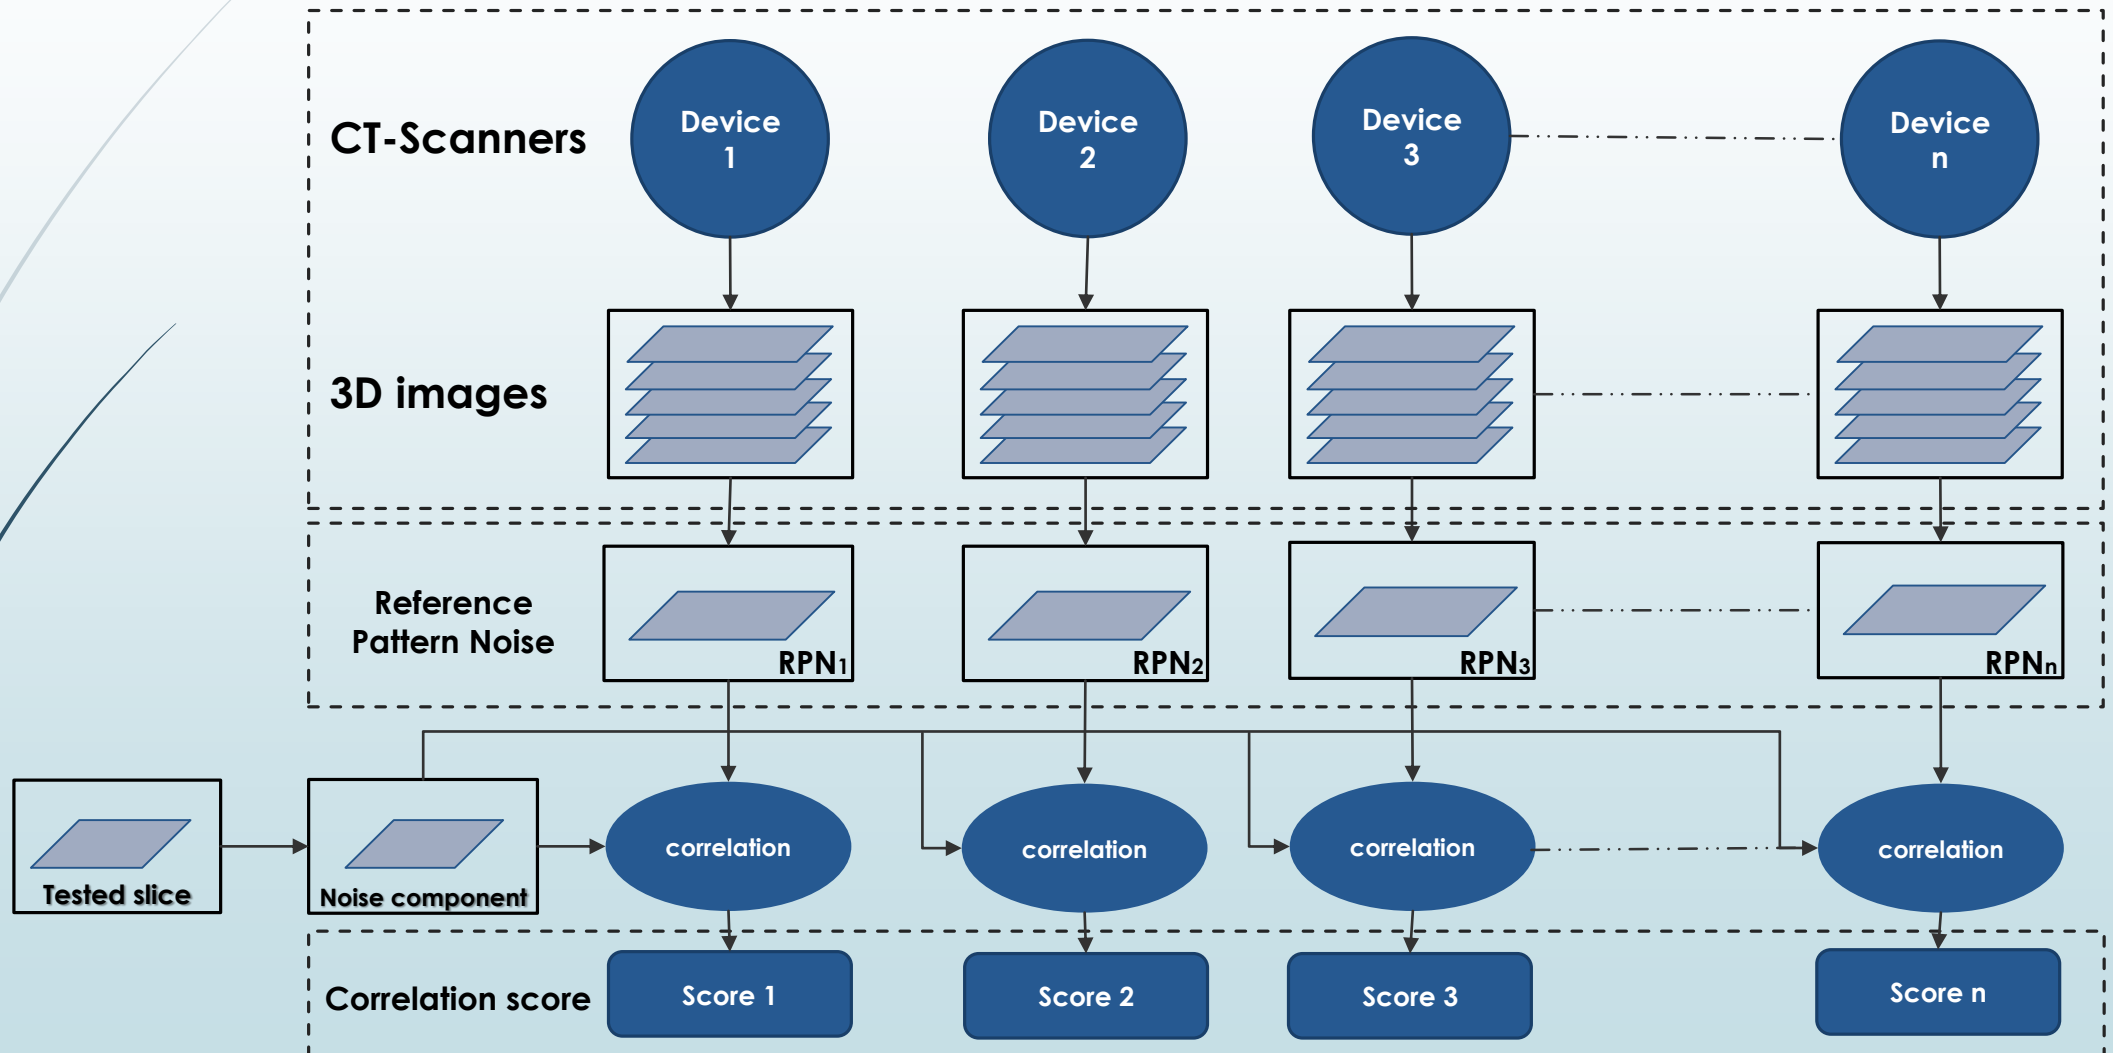 CT-Scanners
Device
1
Device
2
Device
3
Device
n
3D images
Reference
Pattern Noise
RPN1
RPN2
RPN3
RPNn
Tested slice
Noise component
correlation
correlation
correlation
correlation
Correlation score
Score 1
Score 2
Score 3
Score n